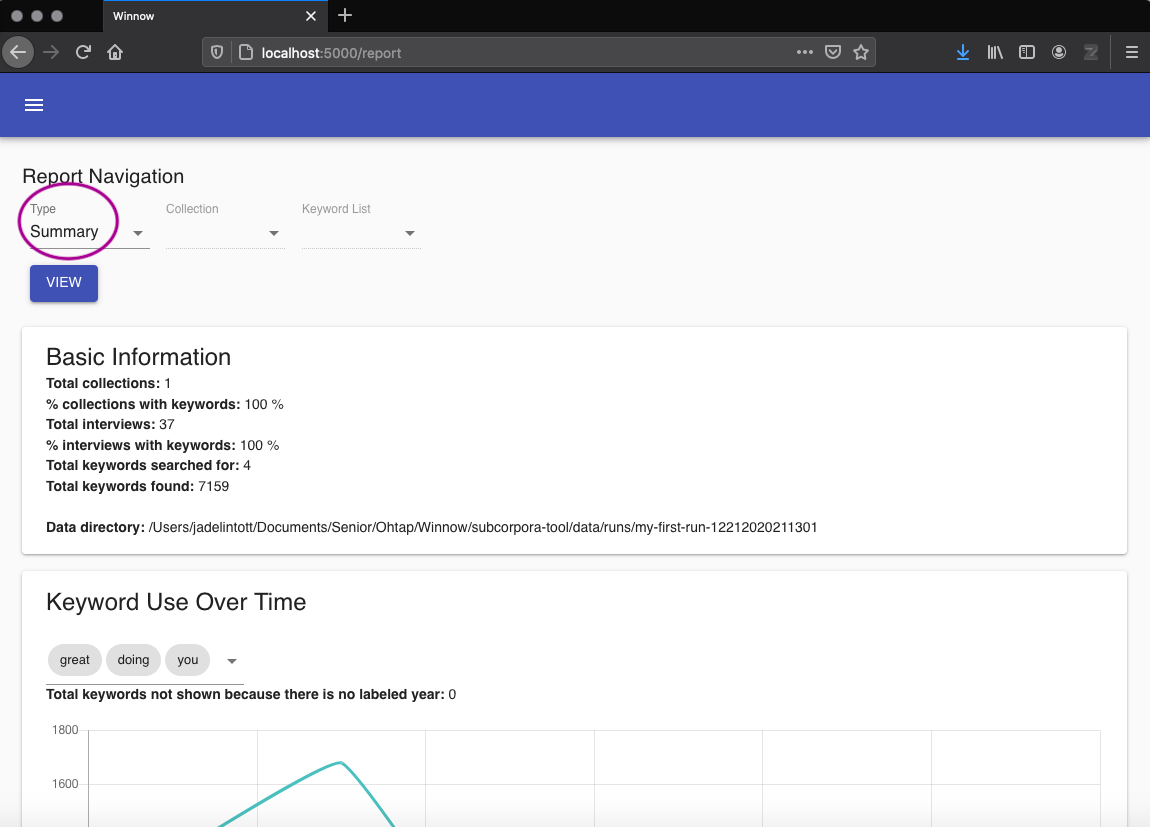 Winnow
localhost:5000/report
Report Navigation
Type Collection Keyword List
Summary
VIEW
Basic Information
Total collections: 1
% collections with keywords: 100 %
Total interviews: 37
% interviews with keywords: 100 %
Total keywords searched for: 4
Total keywords found: 7159
Data directory: /Users/jadelintott/Documents/Senior/Ohtap/Winnow/subcorpora-tool/data/runs/my-first-run-12212020211301
Keyword Use Over Time
great doing you
Total keywords not shown because there is no labeled year: 0
1800
1600